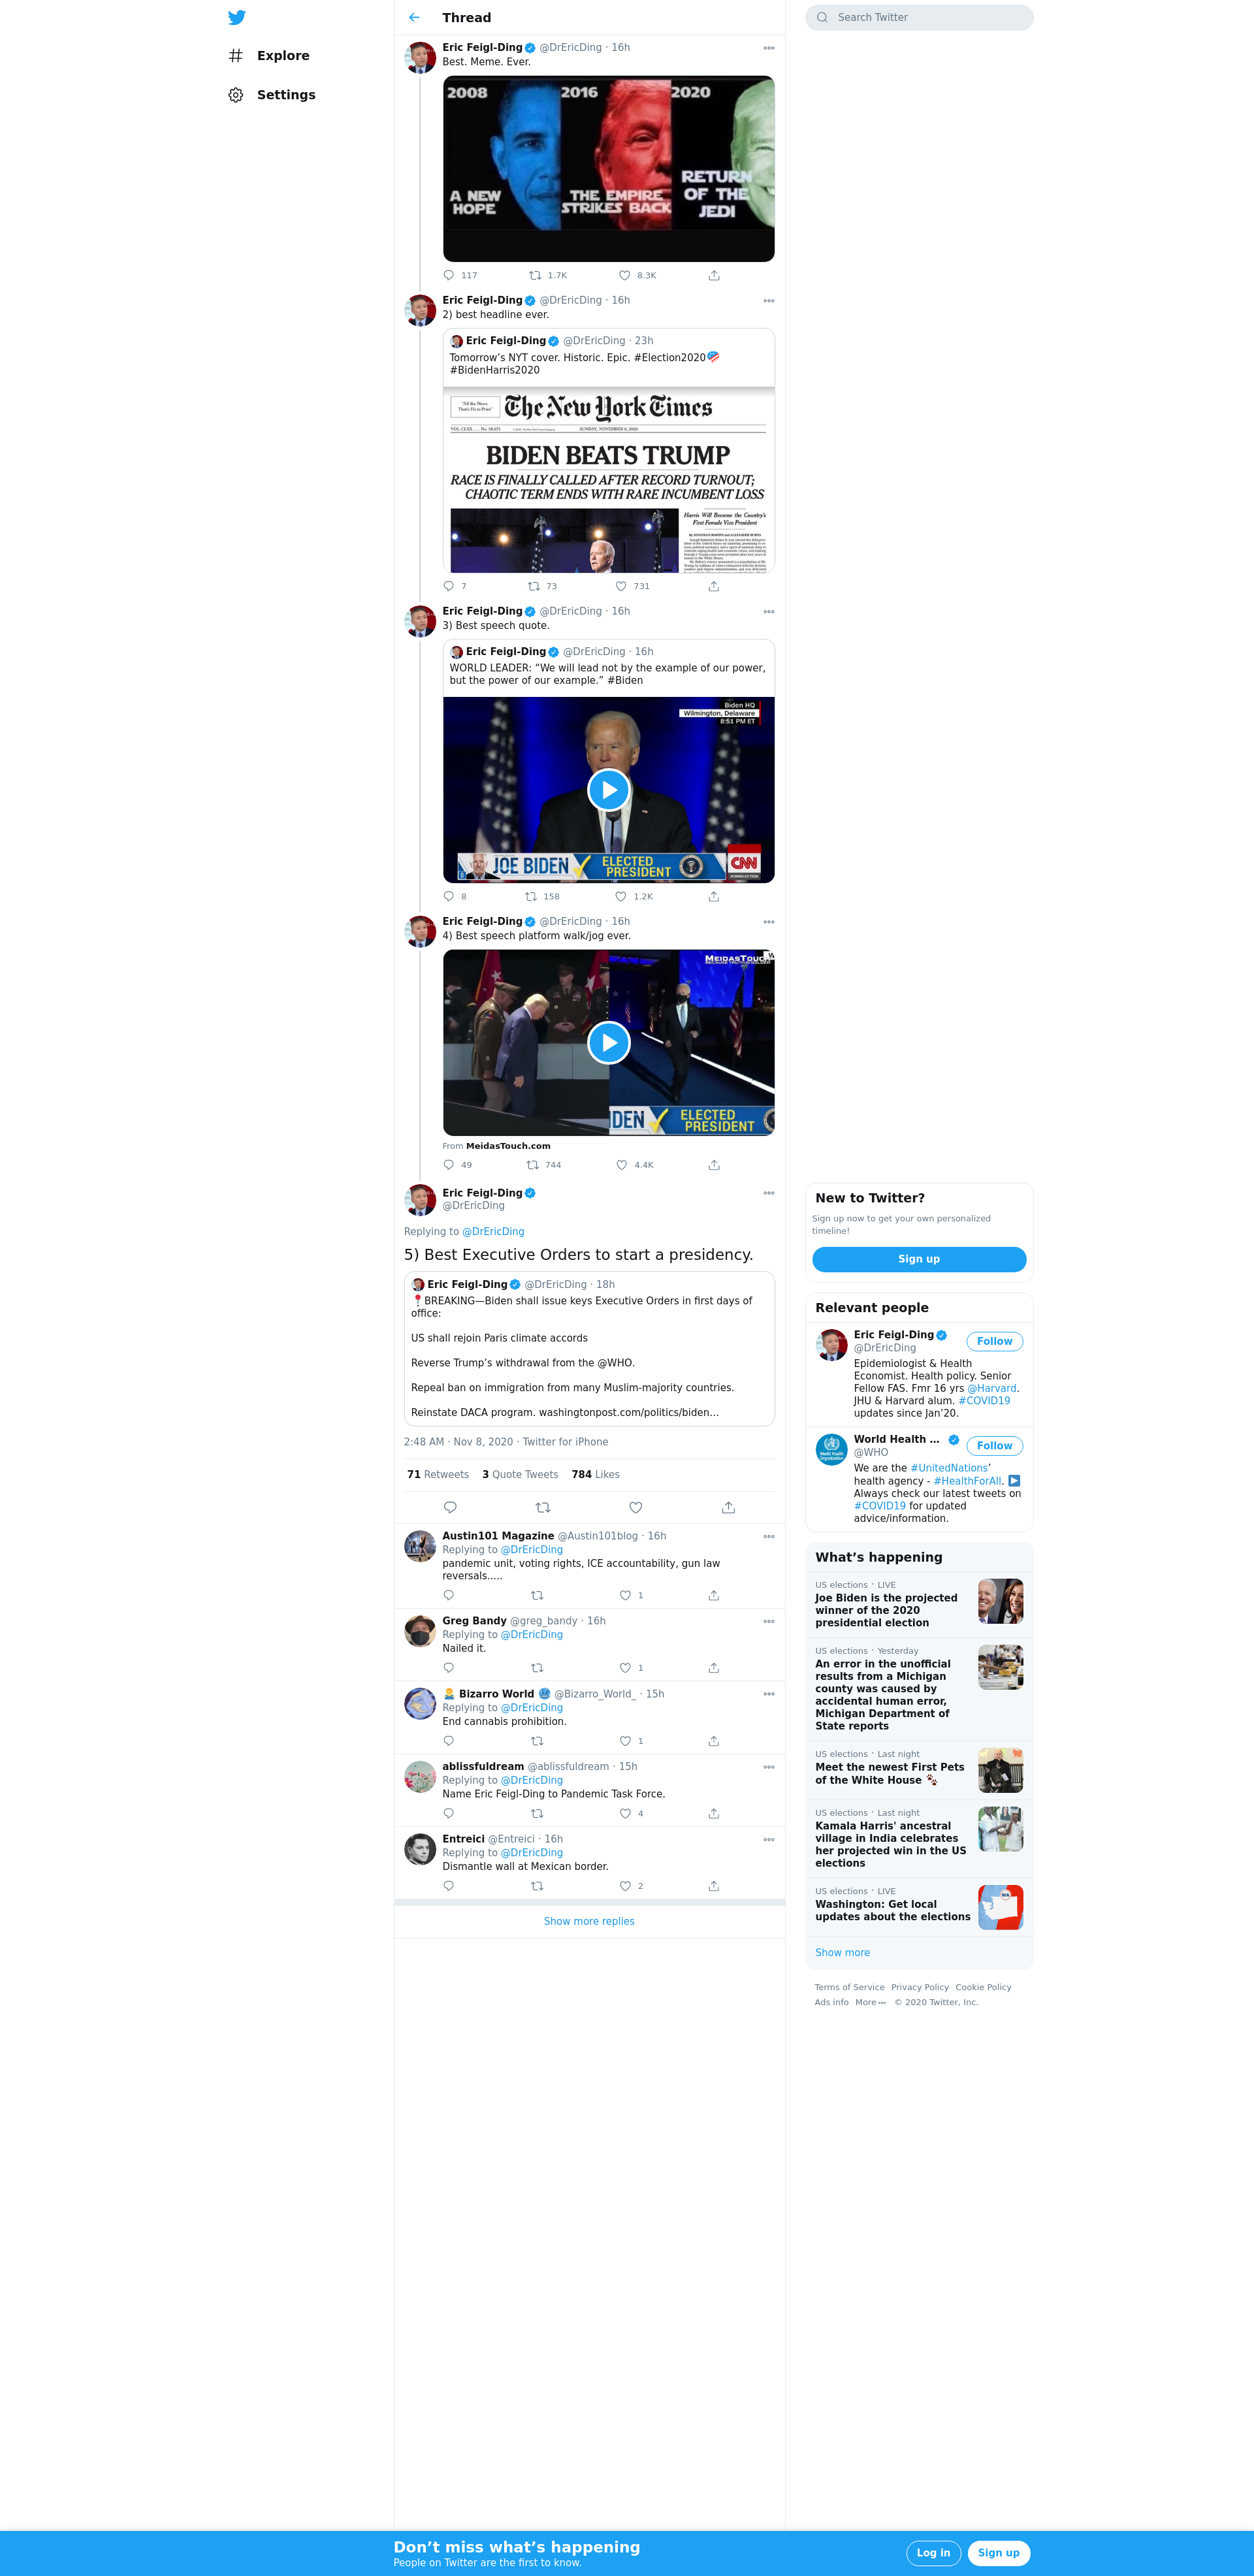 Thread
Search Twitter
Explore
Settings
Eric Feigl-Ding @DrEricDing · 16h
Best. Meme. Ever.
2008 2016 2020
A NEW HOPE
THE EMPIRE STRIKES BACK
RETURN OF THE JEDI
117 1.7K 8.3K
Eric Feigl-Ding @DrEricDing · 16h
2) best headline ever.
Eric Feigl-Ding @DrEricDing · 23h
Tomorrow’s NYT cover. Historic. Epic. #Election2020
#BidenHarris2020
"All the News
That's Fit to Print"
The New York Times
SUNDAY, NOVEMBER 8, 2020
BIDEN BEATS TRUMP
RACE IS FINALLY CALLED AFTER RECORD TURNOUT;
CHAOTIC TERM ENDS WITH RARE INCUMBENT LOSS
Harris Will Become the Country's
First Female Vice President
7 73 731
Eric Feigl-Ding @DrEricDing · 16h
3) Best speech quote.
Eric Feigl-Ding @DrEricDing · 16h
WORLD LEADER: “We will lead not by the example of our power,
but the power of our example.” #Biden
Biden HQ
Wilmington, Delaware
8:51 PM ET
JOE BIDEN
ELECTED
PRESIDENT
CNN
8 158 1.2K
Eric Feigl-Ding @DrEricDing · 16h
4) Best speech platform walk/jog ever.
MEIDASTOUCH
IDEN
ELECTED
PRESIDENT
From MeidasTouch.com
49 744 4.4K
Eric Feigl-Ding
@DrEricDing
Replying to @DrEricDing
5) Best Executive Orders to start a presidency.
Eric Feigl-Ding @DrEricDing · 18h
BREAKING—Biden shall issue keys Executive Orders in first days of
office:
US shall rejoin Paris climate accords
Reverse Trump’s withdrawal from the @WHO.
Repeal ban on immigration from many Muslim-majority countries.
Reinstate DACA program. washingtonpost.com/politics/biden…
2:48 AM · Nov 8, 2020 · Twitter for iPhone
71 Retweets 3 Quote Tweets 784 Likes
Austin101 Magazine @Austin101blog · 16h
Replying to @DrEricDing
pandemic unit, voting rights, ICE accountability, gun law
reversals.....
1
Greg Bandy @greg_bandy · 16h
Replying to @DrEricDing
Nailed it.
1
Bizarro World @Bizarro_World_ · 15h
Replying to @DrEricDing
End cannabis prohibition.
1
ablissfuldream @ablissfuldream · 15h
Replying to @DrEricDing
Name Eric Feigl-Ding to Pandemic Task Force.
4
Entreici @Entreici · 16h
Replying to @DrEricDing
Dismantle wall at Mexican border.
2
Show more replies
New to Twitter?
Sign up now to get your own personalized
timeline!
Sign up
Relevant people
Eric Feigl-Ding
@DrEricDing
Follow
Epidemiologist & Health
Economist. Health policy. Senior
Fellow FAS. Fmr 16 yrs @Harvard.
JHU & Harvard alum. #COVID19
updates since Jan’20.
World Health …
@WHO
Follow
We are the #UnitedNations’
health agency - #HealthForAll.
Always check our latest tweets on
#COVID19 for updated
advice/information.
What’s happening
US elections · LIVE
Joe Biden is the projected
winner of the 2020
presidential election
US elections · Yesterday
An error in the unofficial
results from a Michigan
county was caused by
accidental human error,
Michigan Department of
State reports
US elections · Last night
Meet the newest First Pets
of the White House
US elections · Last night
Kamala Harris' ancestral
village in India celebrates
her projected win in the US
elections
US elections · LIVE
Washington: Get local
updates about the elections
WA
Show more
Terms of Service Privacy Policy Cookie Policy
Ads info More © 2020 Twitter, Inc.
Don’t miss what’s happening
People on Twitter are the first to know.
Log in
Sign up